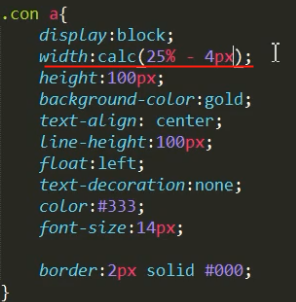 .con a{
display:block;
width:calc(25% - 4px);
height:100px;
background-color:gold;
text-align: center;
line-height:100px;
float:left;
text-decoration:none;
color:#333;
font-size:14px;
border:2px solid #000;
}